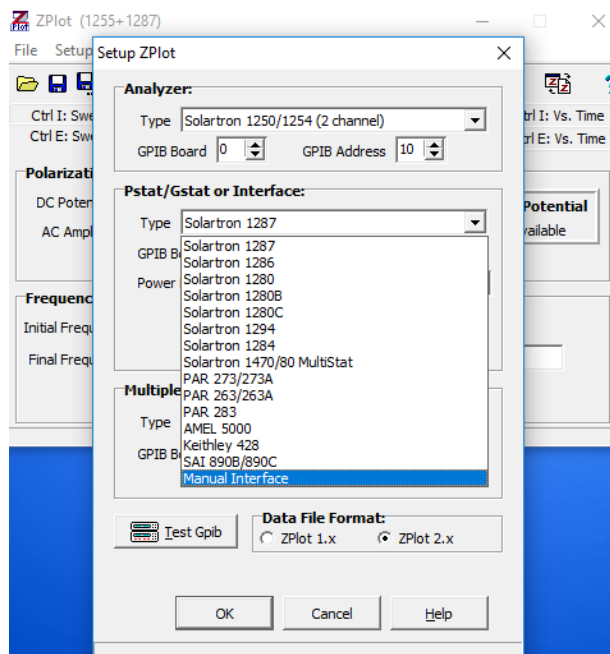 ZPlot (1255+1287)
File Setup
Setup ZPlot
Ctrl I: Swe
Ctrl E: Swe
trl I: Vs. Time
rl E: Vs. Time
Analyzer:
Type Solartron 1250/1254 (2 channel)
GPIB Board 0 GPIB Address 10
Polarizati
DC Poten
AC Ampl
Potential
vailable
Pstat/Gstat or Interface:
Type Solartron 1287
GPIB B
Power
Solartron 1287
Solartron 1286
Solartron 1280
Solartron 1280B
Solartron 1280C
Solartron 1294
Solartron 1284
Solartron 1470/80 MultiStat
PAR 273/273A
PAR 263/263A
PAR 283
AMEL 5000
Keithley 428
SAI 890B/890C
Manual Interface
Frequenc
Initial Frequ
Final Frequ
Multiple
Type
GPIB B
Test Gpib
Data File Format:
ZPlot 1.x ZPlot 2.x
OK Cancel Help